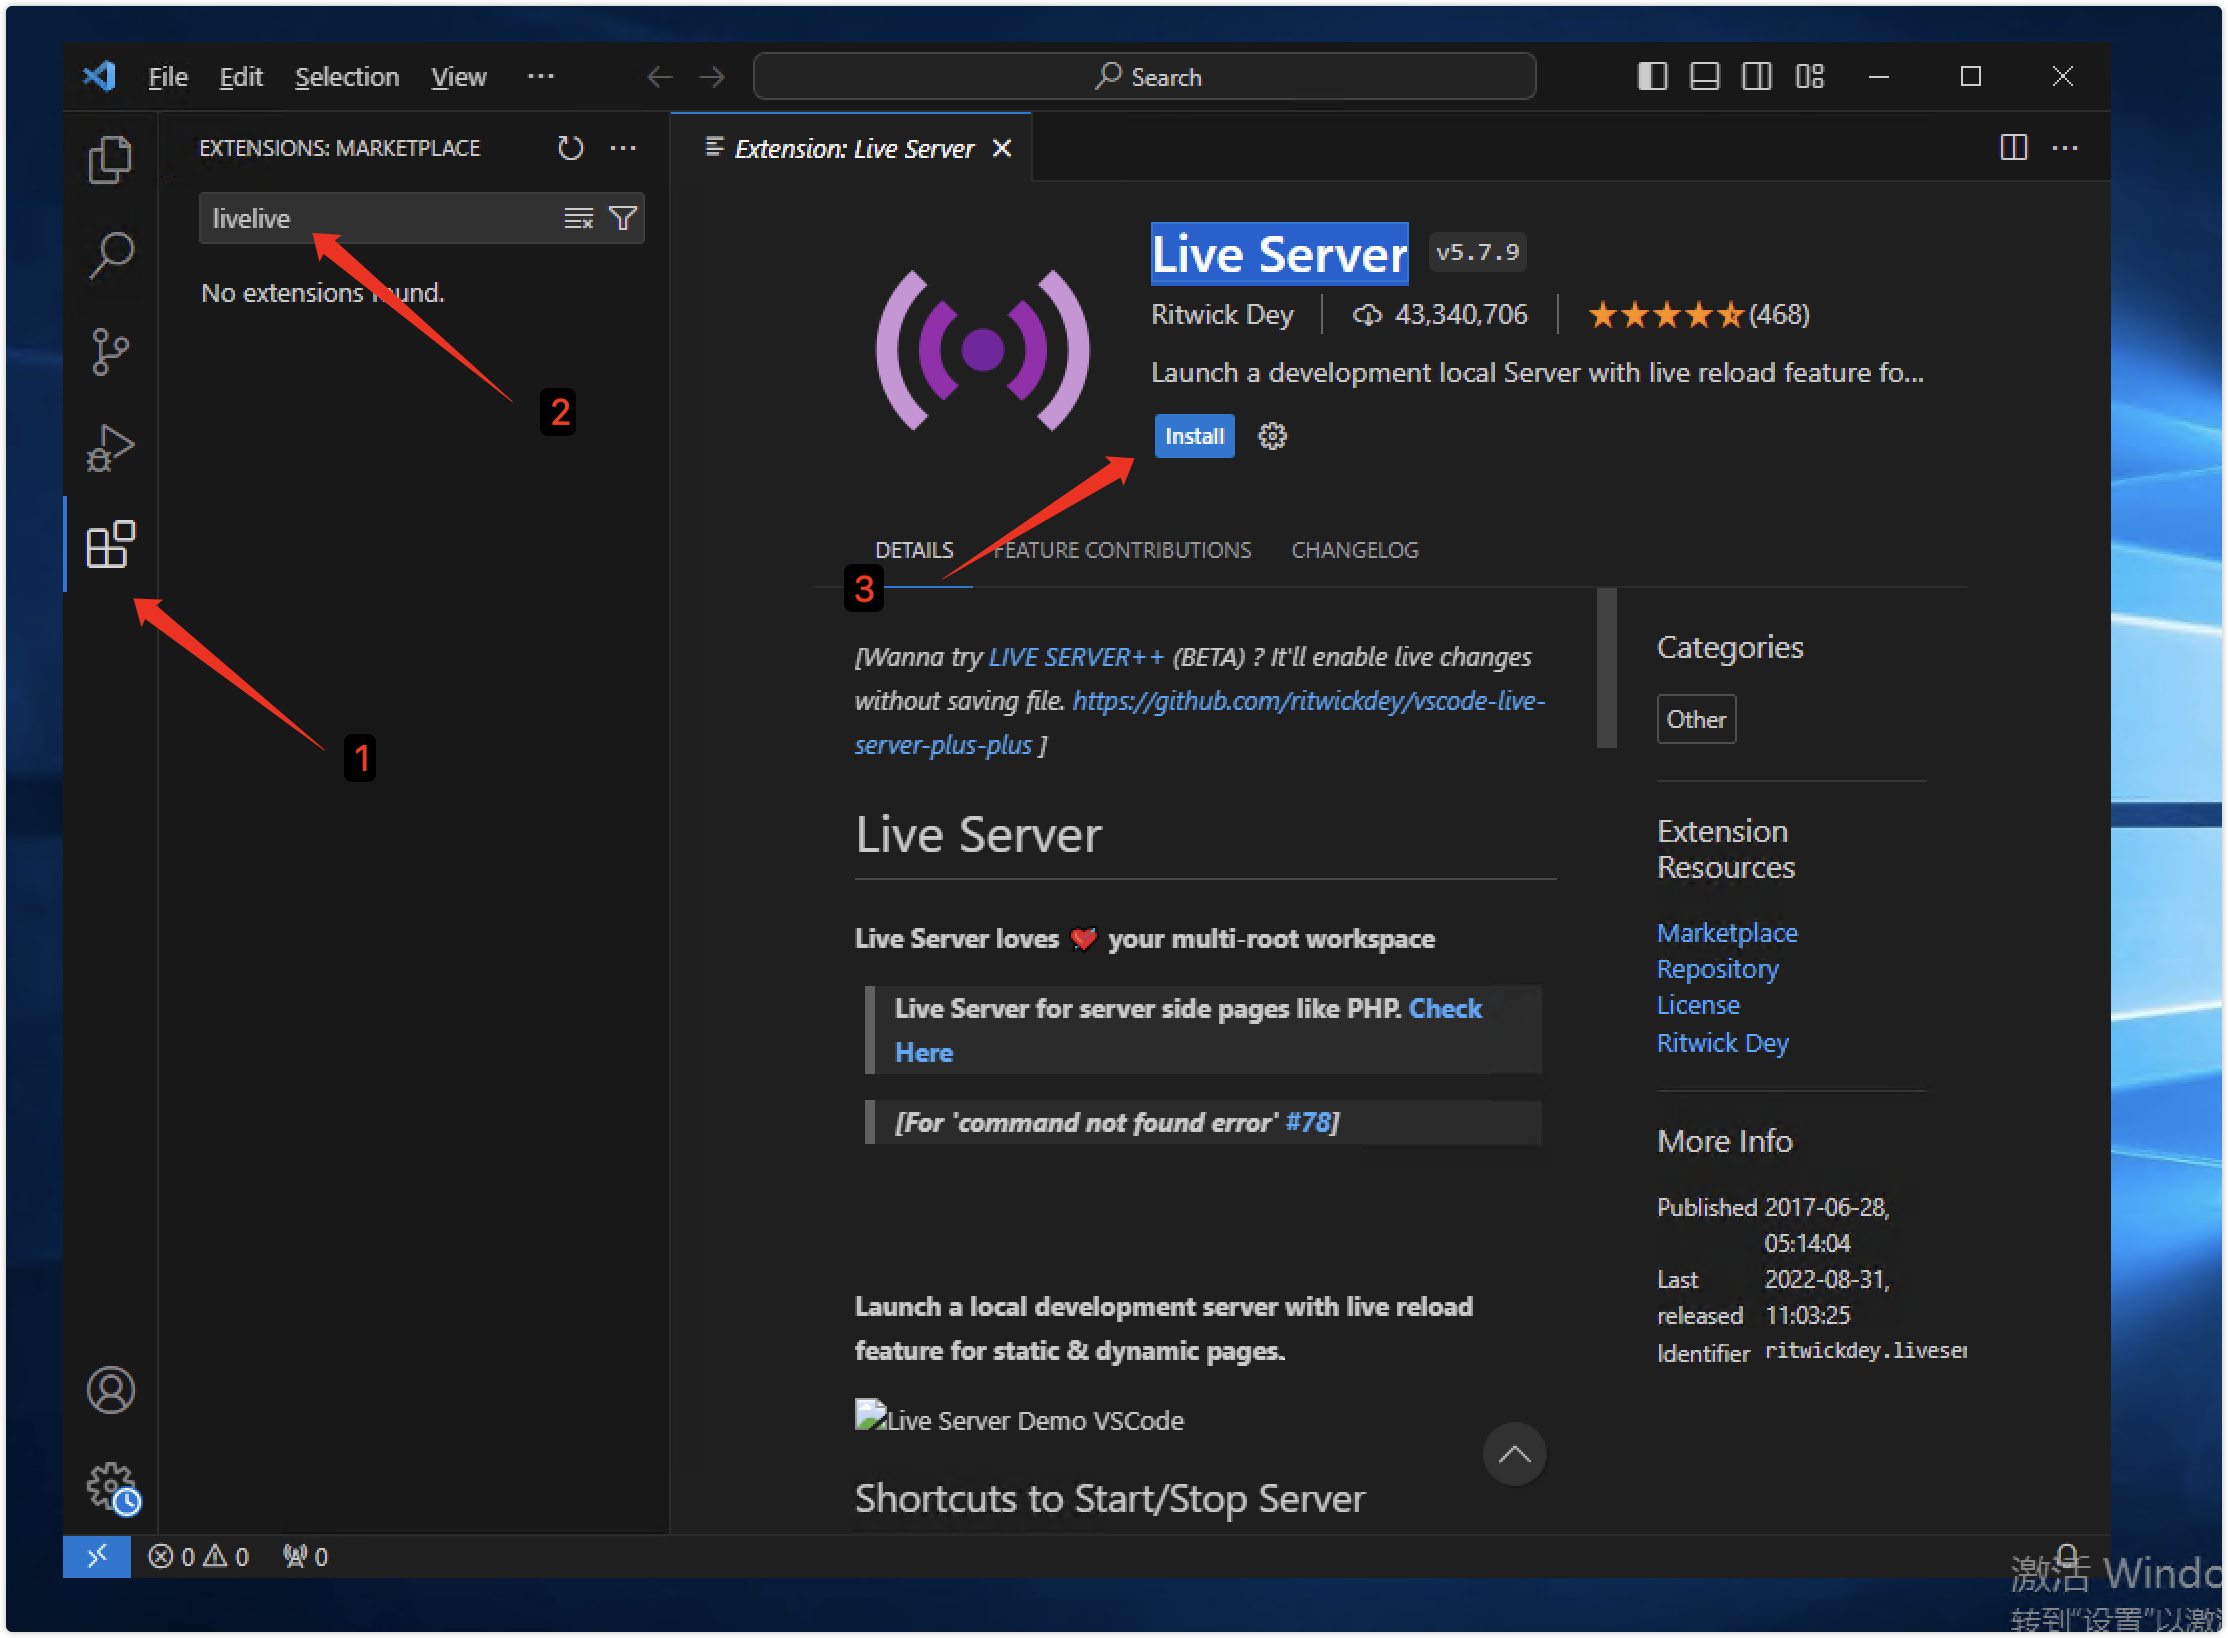 File Edit Selection View ··· Search
EXTENSIONS: MARKETPLACE
livelive
No extensions found.
2
1
Extension: Live Server
Live Server v5.7.9
Ritwick Dey 43,340,706 (468)
Launch a development local Server with live reload feature fo...
Install
3
DETAILS FEATURE CONTRIBUTIONS CHANGELOG
[Wanna try LIVE SERVER++ (BETA) ? It'll enable live changes
without saving file. https://github.com/ritwickdey/vscode-live-
server-plus-plus ]
Live Server
Live Server loves ❤️ your multi-root workspace
Live Server for server side pages like PHP. Check
Here
[For 'command not found error' #78]
Launch a local development server with live reload
feature for static & dynamic pages.
Live Server Demo VSCode
Shortcuts to Start/Stop Server
Categories
Other
Extension
Resources
Marketplace
Repository
License
Ritwick Dey
More Info
Published 2017-06-28,
05:14:04
Last 2022-08-31,
released 11:03:25
Identifier ritwickdey.liveser
0 0 0
激活 Windo
转到"设置"以激